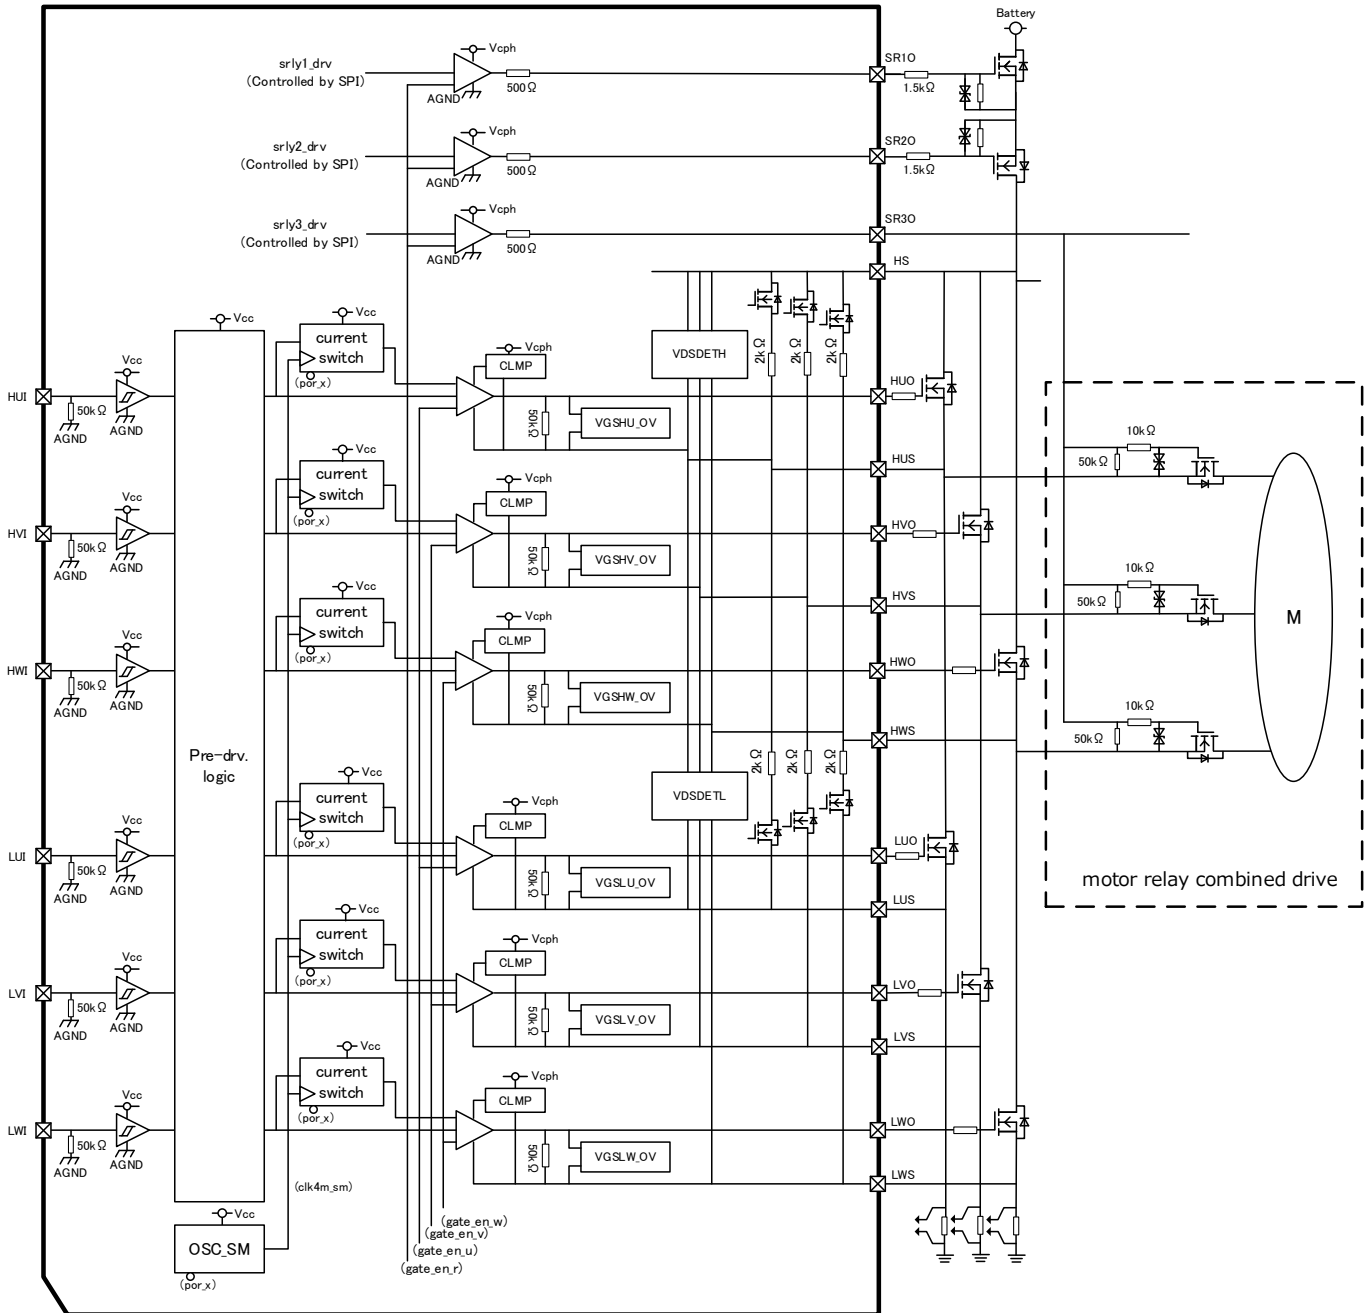 Battery
Vcph
srly1_drv
(Controlled by SPI)
AGND
500Ω
SR1O
1.5kΩ
Vcph
srly2_drv
(Controlled by SPI)
AGND
500Ω
SR2O
1.5kΩ
Vcph
srly3_drv
(Controlled by SPI)
AGND
500Ω
SR3O
HS
Vcc
Vcc
current
switch
(por_x)
Vcph
CLMP
VDSDETH
2kΩ
2kΩ
2kΩ
Vcc
HUI
50kΩ
AGND
AGND
50kΩ
VGSHU_OV
HUO
HUS
10kΩ
50kΩ
Vcc
current
switch
(por_x)
Vcph
CLMP
Vcc
HVI
50kΩ
AGND
AGND
50kΩ
VGSHV_OV
HVO
HVS
10kΩ
50kΩ
Vcc
current
switch
(por_x)
Vcph
CLMP
Vcc
HWI
50kΩ
AGND
AGND
50kΩ
VGSHW_OV
HWO
HWS
10kΩ
50kΩ
M
Pre-drv.
logic
2kΩ
2kΩ
2kΩ
VDSDETL
Vcc
current
switch
(por_x)
Vcph
CLMP
Vcc
LUI
50kΩ
AGND
AGND
50kΩ
VGSLU_OV
LUO
LUS
motor relay combined drive
Vcc
current
switch
(por_x)
Vcph
CLMP
Vcc
LVI
50kΩ
AGND
AGND
50kΩ
VGSLV_OV
LVO
LVS
Vcc
current
switch
(por_x)
Vcph
CLMP
Vcc
LWI
50kΩ
AGND
AGND
50kΩ
VGSLW_OV
LWO
LWS
(clk4m_sm)
Vcc
OSC_SM
(por_x)
(gate_en_w)
(gate_en_v)
(gate_en_u)
(gate_en_r)